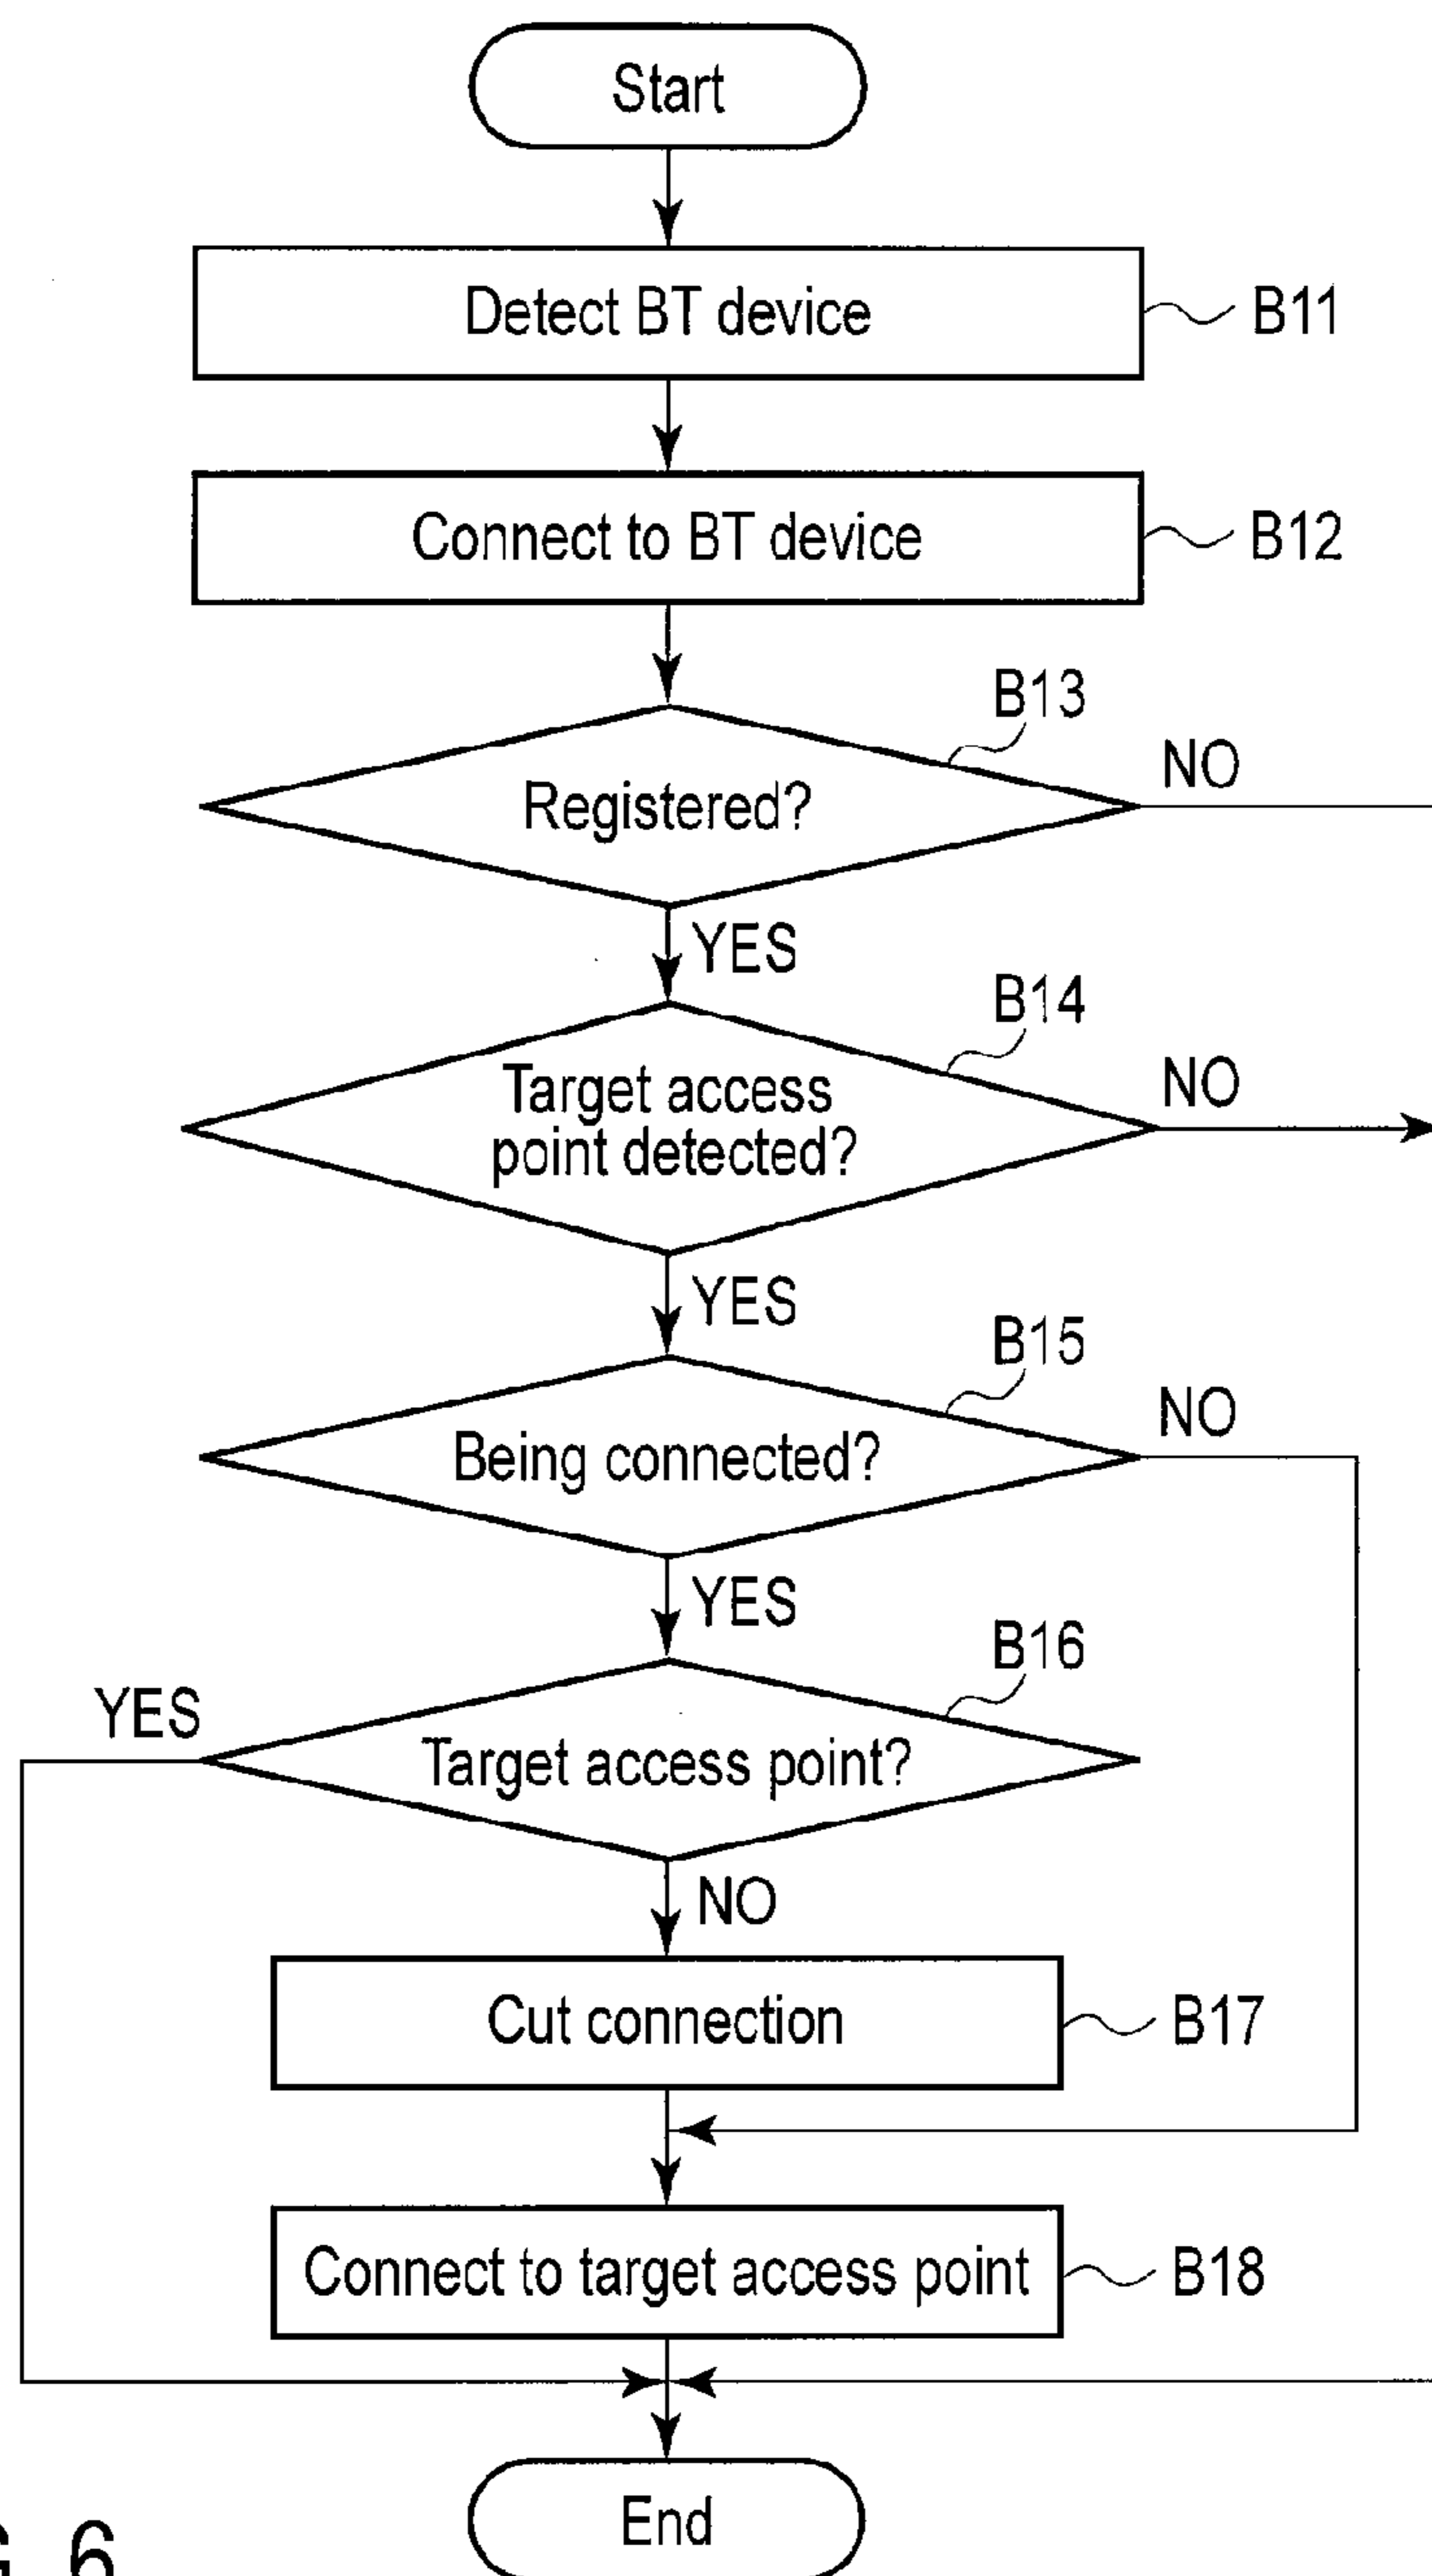 Start
Detect BT device
B11
Connect to BT device
B12
B13
Registered?
NO
YES
B14
Target access
point detected?
NO
YES
B15
Being connected?
NO
YES
B16
YES
Target access point?
NO
Cut connection
B17
Connect to target access point
B18
End
6